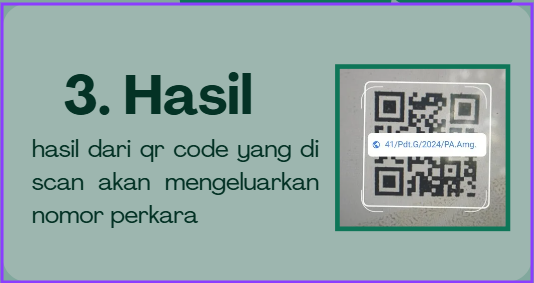 3. Hasil
hasil dari qr code yang di
scan akan mengeluarkan
nomor perkara
41/Pdt.G/2024/PA.Amg.